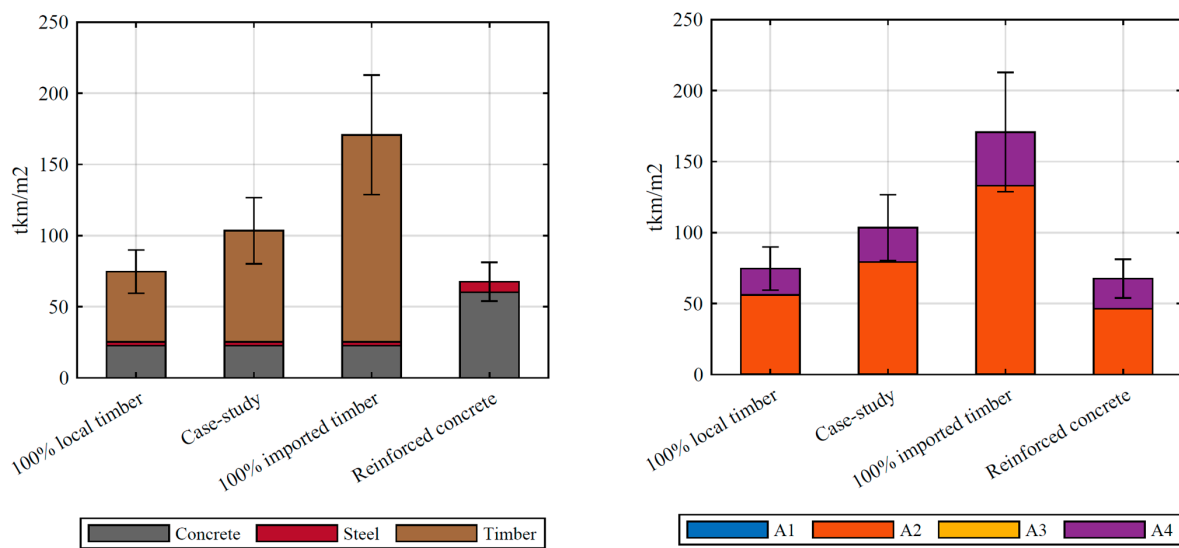 250
200
150
100
50
0
tkm/m2
100% local timber
Case-study
100% imported timber
Reinforced concrete
Concrete Steel Timber
250
200
150
100
50
0
tkm/m2
100% local timber
Case-study
100% imported timber
Reinforced concrete
A1 A2 A3 A4